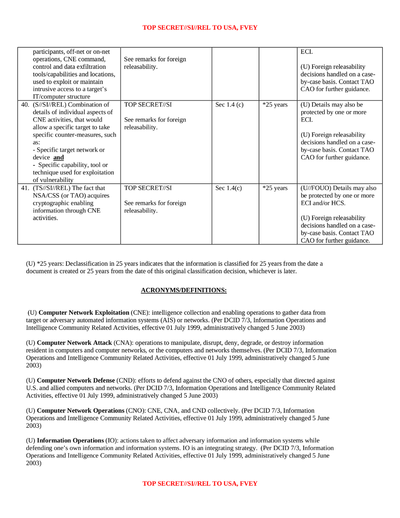 TOP SECRET//SI//REL TO USA, FVEY
participants, off-net or on-net
operations, CNE command,
control and data exfiltration
tools/capabilities and locations,
used to exploit or maintain
intrusive access to a target's
IT/computer structure
See remarks for foreign
releasability.
ECI.
(U) Foreign releasability
decisions handled on a case-
by-case basis. Contact TAO
CAO for further guidance.
40. (S//SI//REL) Combination of
details of individual aspects of
CNE activities, that would
allow a specific target to take
specific counter-measures, such
as:
- Specific target network or
device and
- Specific capability, tool or
technique used for exploitation
of vulnerability
TOP SECRET//SI
See remarks for foreign
releasability.
Sec 1.4 (c)
*25 years
(U) Details may also be
protected by one or more
ECI.
(U) Foreign releasability
decisions handled on a case-
by-case basis. Contact TAO
CAO for further guidance.
41. (TS//SI//REL) The fact that
NSA/CSS (or TAO) acquires
cryptographic enabling
information through CNE
activities.
TOP SECRET//SI
See remarks for foreign
releasability.
Sec 1.4(c)
*25 years
(U//FOUO) Details may also
be protected by one or more
ECI and/or HCS.
(U) Foreign releasability
decisions handled on a case-
by-case basis. Contact TAO
CAO for further guidance.
(U) *25 years: Declassification in 25 years indicates that the information is classified for 25 years from the date a
document is created or 25 years from the date of this original classification decision, whichever is later.
ACRONYMS/DEFINITIONS:
(U) Computer Network Exploitation (CNE): intelligence collection and enabling operations to gather data from
target or adversary automated information systems (AIS) or networks. (Per DCID 7/3, Information Operations and
Intelligence Community Related Activities, effective 01 July 1999, administratively changed 5 June 2003)
(U) Computer Network Attack (CNA): operations to manipulate, disrupt, deny, degrade, or destroy information
resident in computers and computer networks, or the computers and networks themselves. (Per DCID 7/3, Information
Operations and Intelligence Community Related Activities, effective 01 July 1999, administratively changed 5 June
2003)
(U) Computer Network Defense (CND): efforts to defend against the CNO of others, especially that directed against
U.S. and allied computers and networks. (Per DCID 7/3, Information Operations and Intelligence Community Related
Activities, effective 01 July 1999, administratively changed 5 June 2003)
(U) Computer Network Operations (CNO): CNE, CNA, and CND collectively. (Per DCID 7/3, Information
Operations and Intelligence Community Related Activities, effective 01 July 1999, administratively changed 5 June
2003)
(U) Information Operations (IO): actions taken to affect adversary information and information systems while
defending one's own information and information systems. IO is an integrating strategy. (Per DCID 7/3, Information
Operations and Intelligence Community Related Activities, effective 01 July 1999, administratively changed 5 June
2003)
TOP SECRET//SI//REL TO USA, FVEY